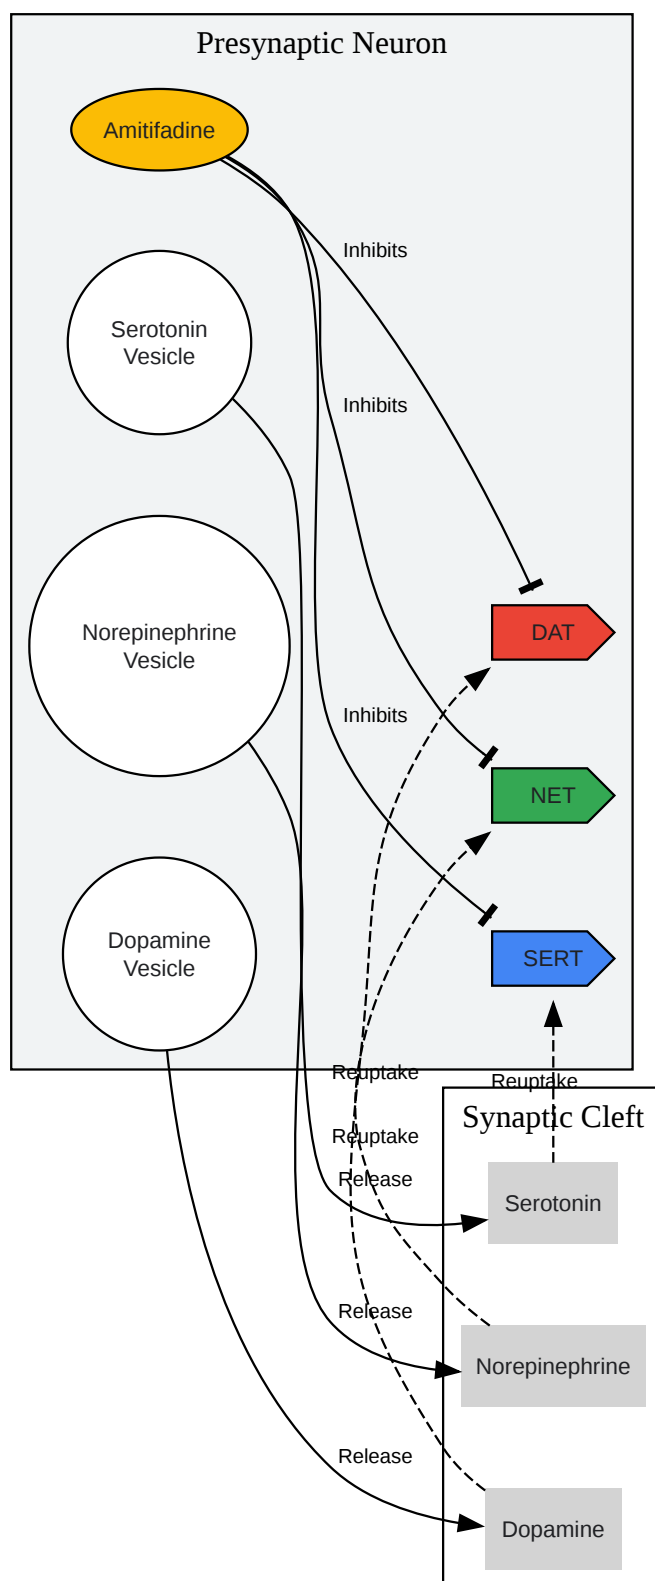 Presynaptic Neuron
Amitifadine
Inhibits
Serotonin
Vesicle
Inhibits
Norepinephrine
Vesicle
DAT
Inhibits
NET
Dopamine
Vesicle
SERT
Reuptake
Reuptake
Synaptic Cleft
Reuptake
Release
Serotonin
Release
Norepinephrine
Release
Dopamine